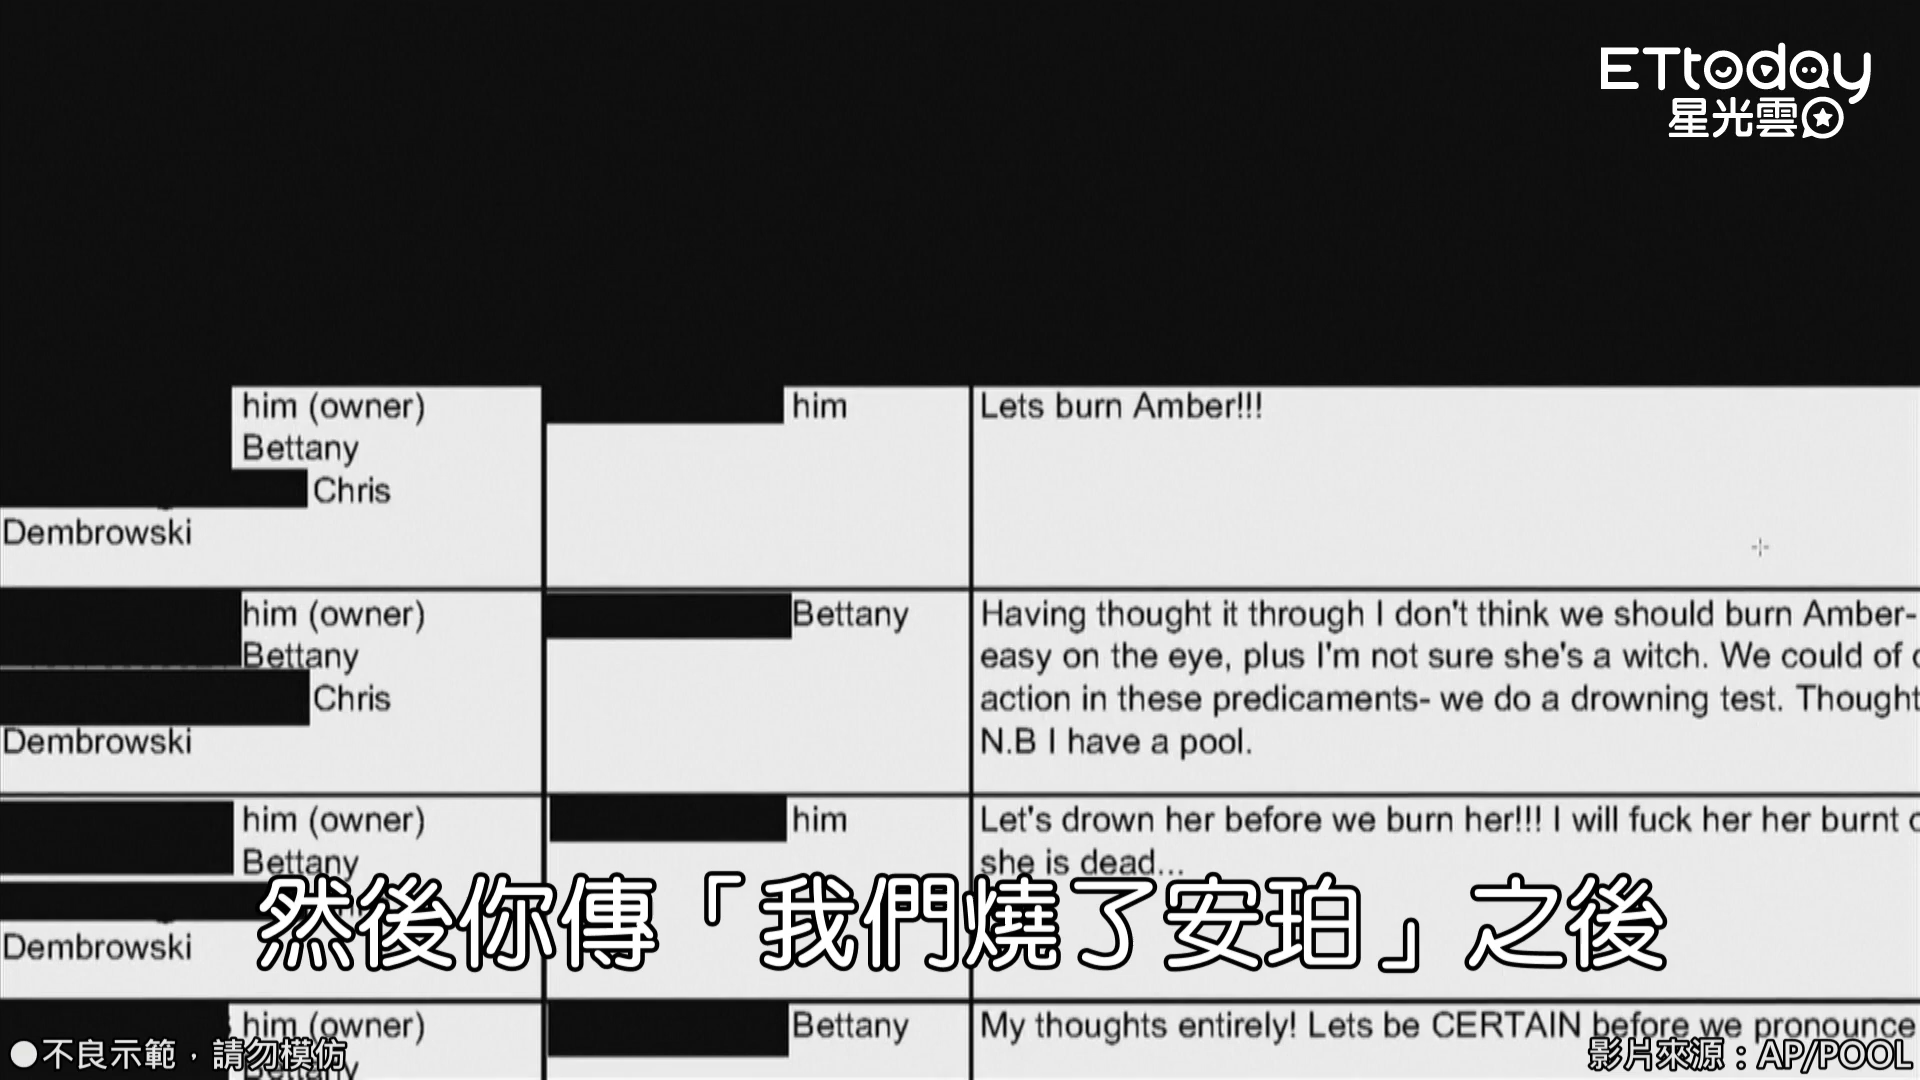 ETtoday
星光雲
him (owner)
him
Lets burn Amber!!!
Bettany
Chris
Dembrowski
him (owner)
Bettany
Having thought it through I don't think we should burn Amber-
Bettany
easy on the eye, plus I'm not sure she's a witch. We could of
Chris
action in these predicaments- we do a drowning test. Thought
Dembrowski
N.B I have a pool.
him (owner)
him
Let's drown her before we burn her!!! I will fuck her her burnt
Bettany
she is dead...
然後你傳「我們燒了安珀」之後
Dembrowski
him (owner)
Bettany
My thoughts entirely! Lets be CERTAIN before we pronounce
Bettany
●不良示範，請勿模仿
影片來源：AP/POOL